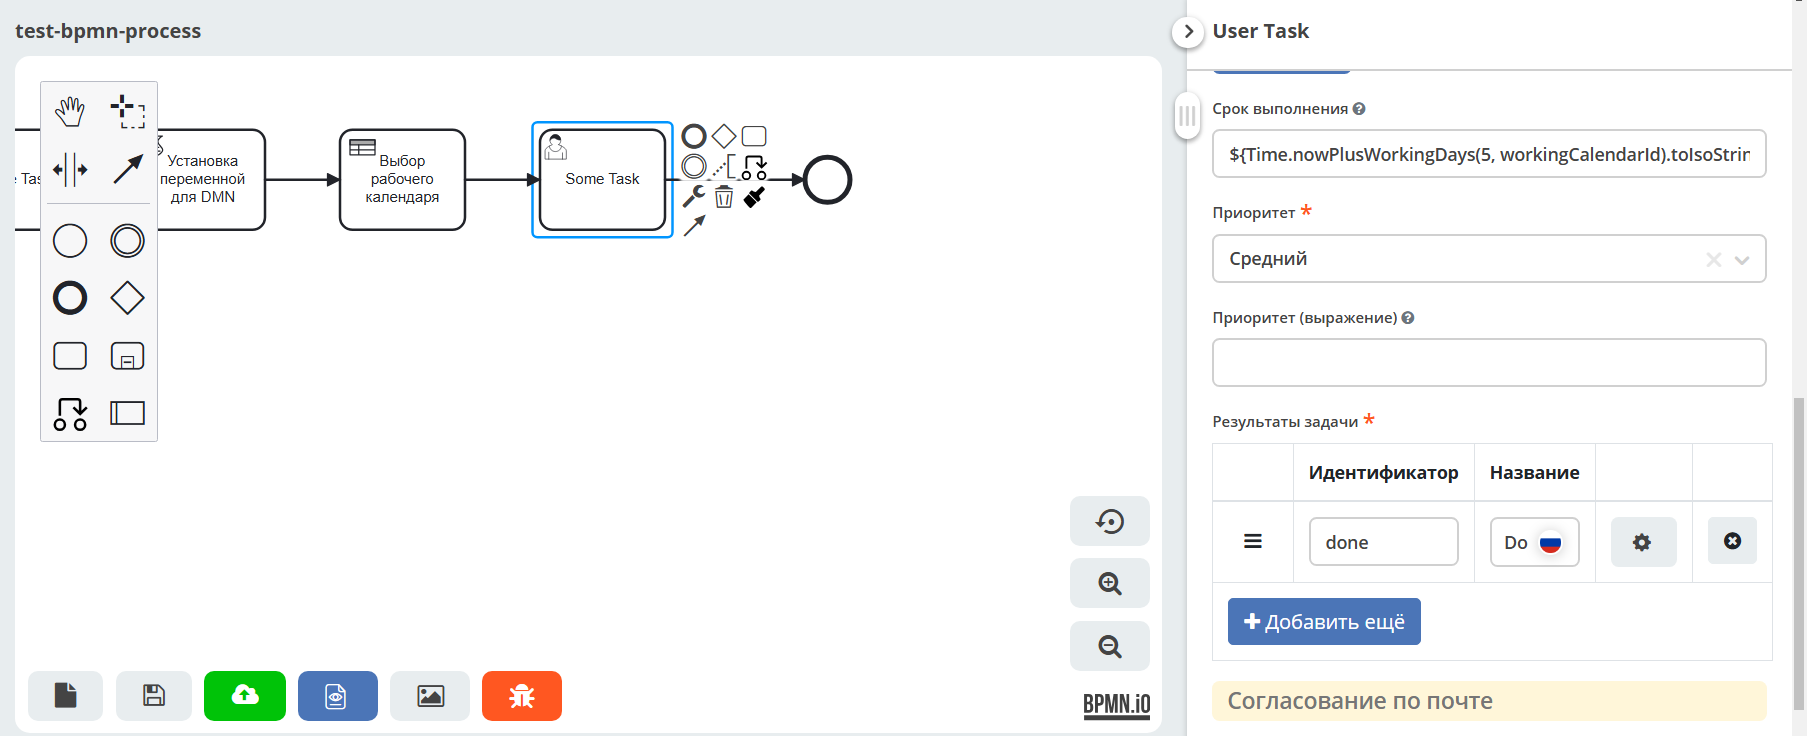 test-bpmn-process
Установка
переменной
для DMN
Выбор
рабочего
календаря
Some Task
BPMN.iO
User Task
Срок выполнения
${Time.nowPlusWorkingDays(5, workingCalendarId).toIsoStrin
Приоритет *
Средний
Приоритет (выражение)
Результаты задачи *
Идентификатор Название
done Do
Добавить ещё
Согласование по почте